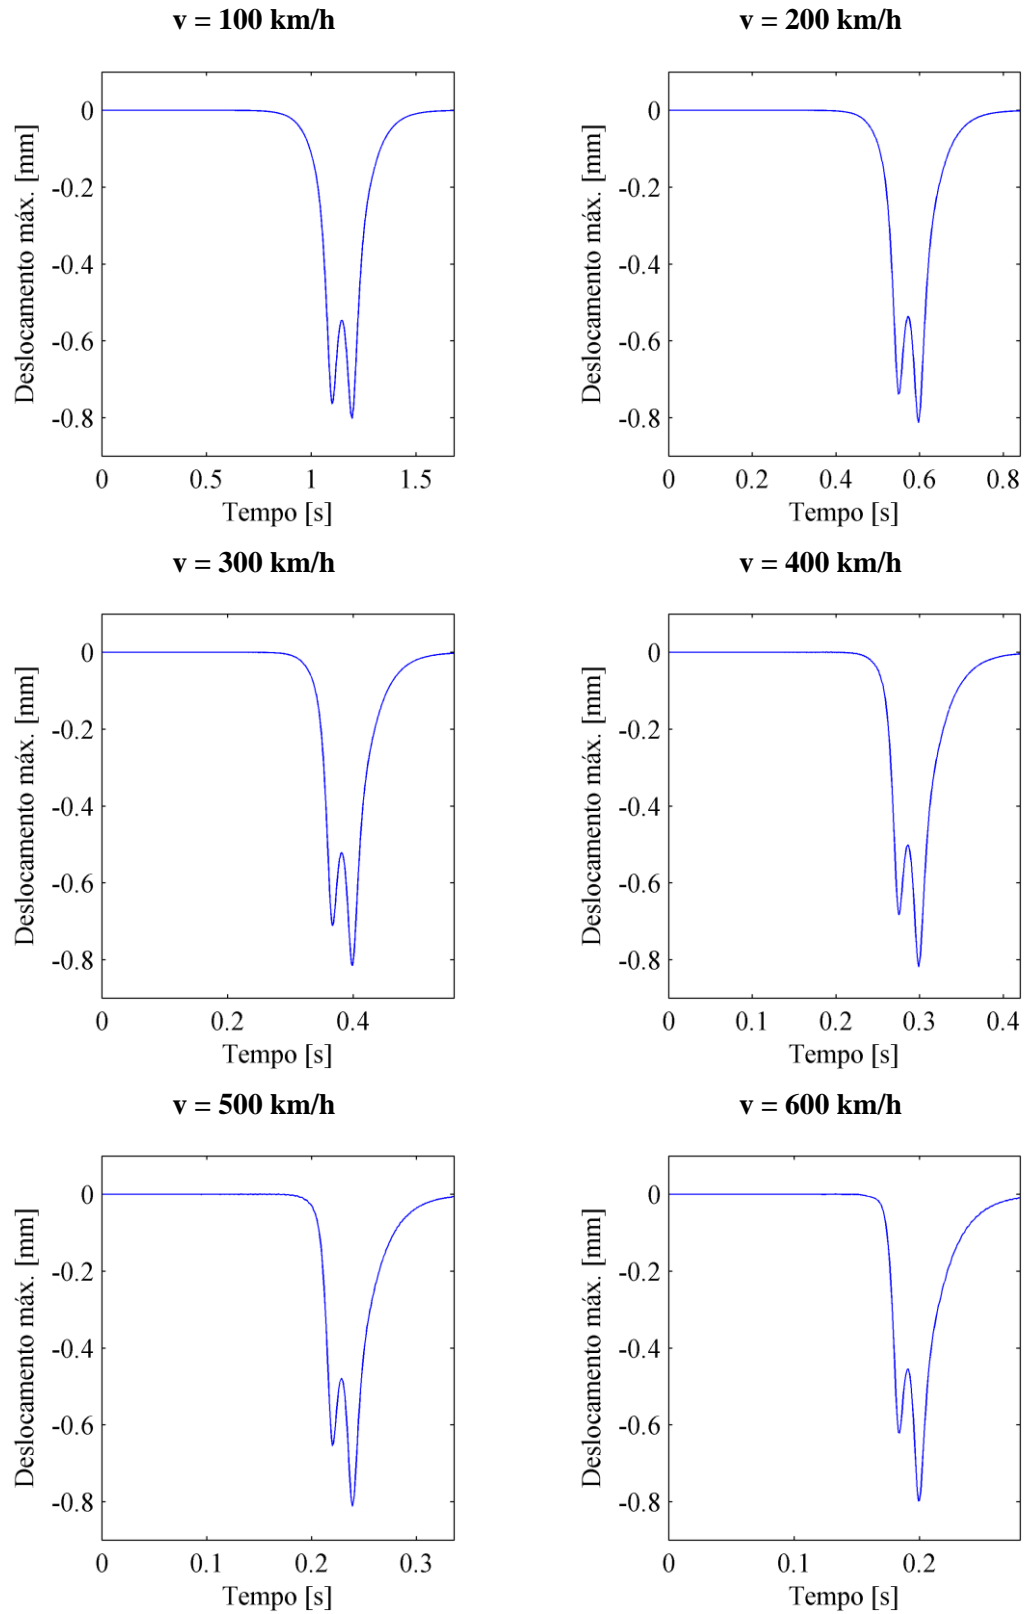 v = 100 km/h
Deslocamento máx. [mm]
0
-0.2
-0.4
-0.6
-0.8
0 0.5 1 1.5
Tempo [s]
v = 200 km/h
Deslocamento máx. [mm]
0
-0.2
-0.4
-0.6
-0.8
0 0.2 0.4 0.6 0.8
Tempo [s]
v = 300 km/h
Deslocamento máx. [mm]
0
-0.2
-0.4
-0.6
-0.8
0 0.2 0.4
Tempo [s]
v = 400 km/h
Deslocamento máx. [mm]
0
-0.2
-0.4
-0.6
-0.8
0 0.1 0.2 0.3 0.4
Tempo [s]
v = 500 km/h
Deslocamento máx. [mm]
0
-0.2
-0.4
-0.6
-0.8
0 0.1 0.2 0.3
Tempo [s]
v = 600 km/h
Deslocamento máx. [mm]
0
-0.2
-0.4
-0.6
-0.8
0 0.1 0.2
Tempo [s]